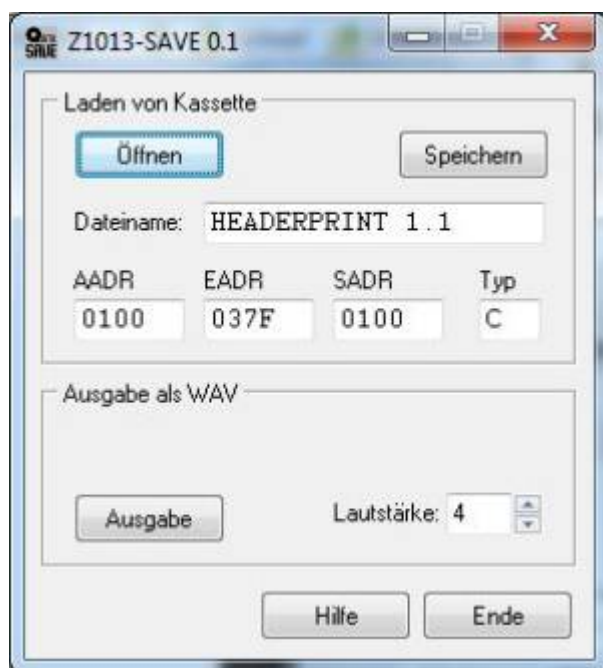 SAVE Z1013-SAVE 0.1
Laden von Kassette
Öffnen Speichern
Dateiname: HEADERPRINT 1.1
AADR EADR SADR Typ
0100 037F 0100 C
Ausgabe als WAV
Ausgabe Lautstärke: 4
Hilfe Ende